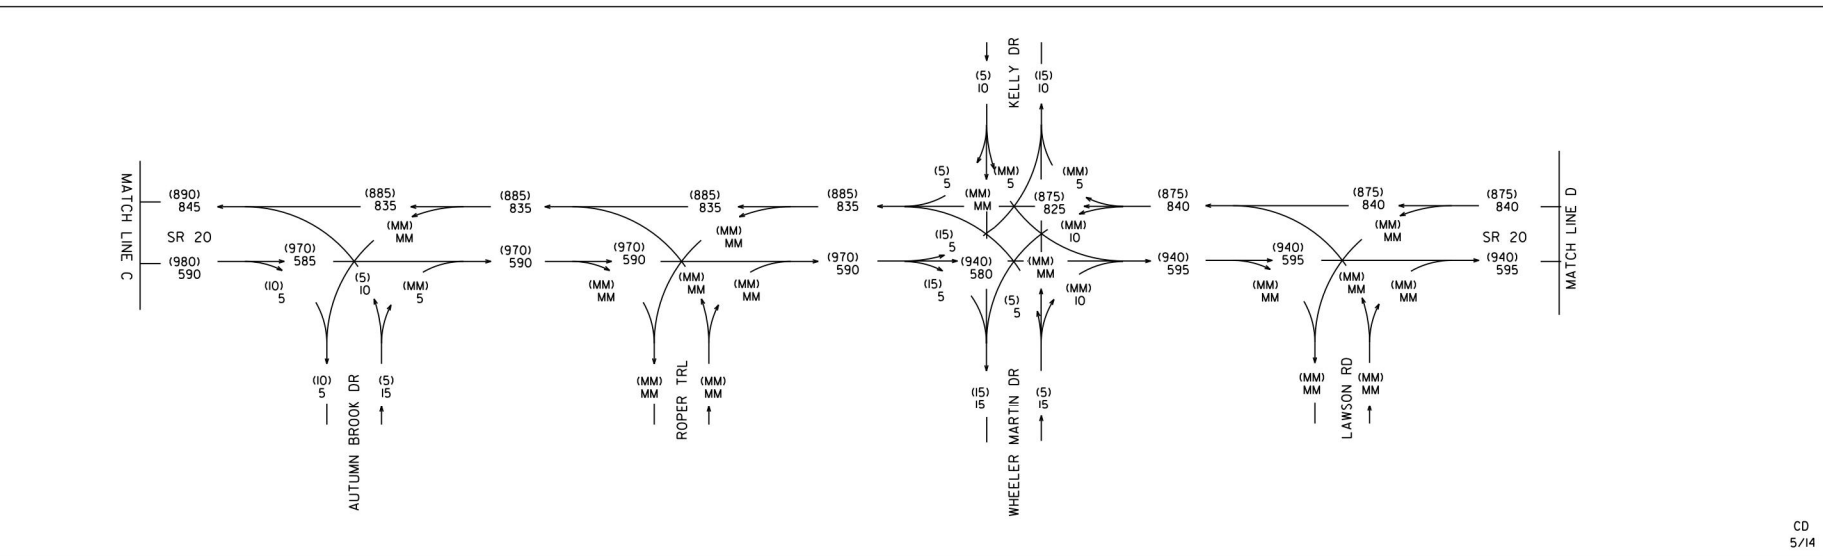 MATCH LINE C
(890)
845
SR 20
(980)
590
(970)
585
(10)
5
(885)
835
(MM)
MM
(5)
10
(MM)
5
(10)
5
AUTUMN BROOK DR
(5)
15
(885)
835
(970)
590
(970)
590
(MM)
MM
(885)
835
(MM)
MM
(MM)
MM
(MM)
MM
(MM)
MM
ROPER TRL
(MM)
MM
(885)
835
(970)
590
(5)
10
KELLY DR
(15)
10
(5)
5
(MM)
5
(MM)
5
(MM)
MM
(875)
825
(MM)
10
(15)
5
(940)
580
(MM)
MM
(15)
5
(5)
5
(MM)
10
(15)
15
WHEELER MARTIN DR
(5)
15
(875)
840
(940)
595
(940)
595
(MM)
MM
(875)
840
(MM)
MM
(MM)
MM
(MM)
MM
(MM)
MM
LAWSON RD
(MM)
MM
(875)
840
SR 20
(940)
595
MATCH LINE D
CD
5/14